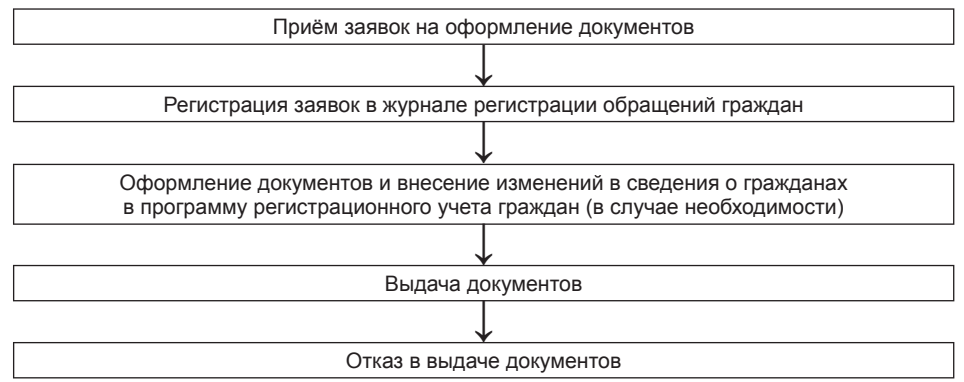 Приём заявок на оформление документов
Регистрация заявок в журнале регистрации обращений граждан
Оформление документов и внесение изменений в сведения о гражданах
в программу регистрационного учета граждан (в случае необходимости)
Выдача документов
Отказ в выдаче документов